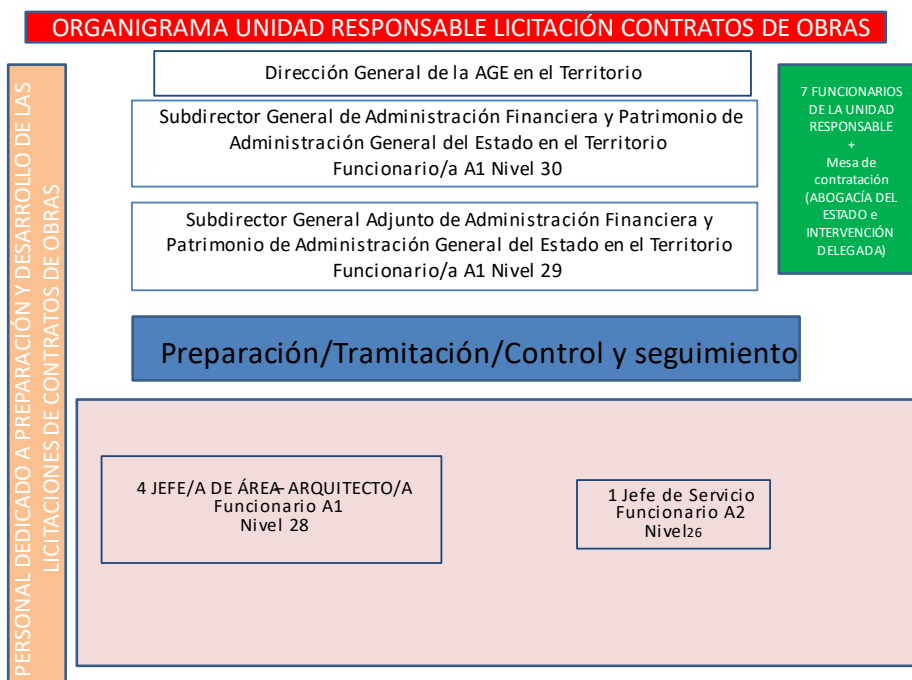 ORGANIGRAMA UNIDAD RESPONSABLE LICITACIÓN CONTRATOS DE OBRAS
PERSONAL DEDICADO A PREPARACIÓN Y DESARROLLO DE LAS
LICITACIONES DE CONTRATOS DE OBRAS
Dirección General de la AGE en el Territorio
Subdirector General de Administración Financiera y Patrimonio de
Administración General del Estado en el Territorio
Funcionario/a A1 Nivel 30
Subdirector General Adjunto de Administración Financiera y
Patrimonio de Administración General del Estado en el Territorio
Funcionario/a A1 Nivel 29
7 FUNCIONARIOS
DE LA UNIDAD
RESPONSABLE
+
Mesa de
contratación
(ABOGACÍA DEL
ESTADO e
INTERVENCIÓN
DELEGADA)
Preparación/Tramitación/Control y seguimiento
4 JEFE/A DE ÁREA- ARQUITECTO/A
Funcionario A1
Nivel 28
1 Jefe de Servicio
Funcionario A2
Nivel26